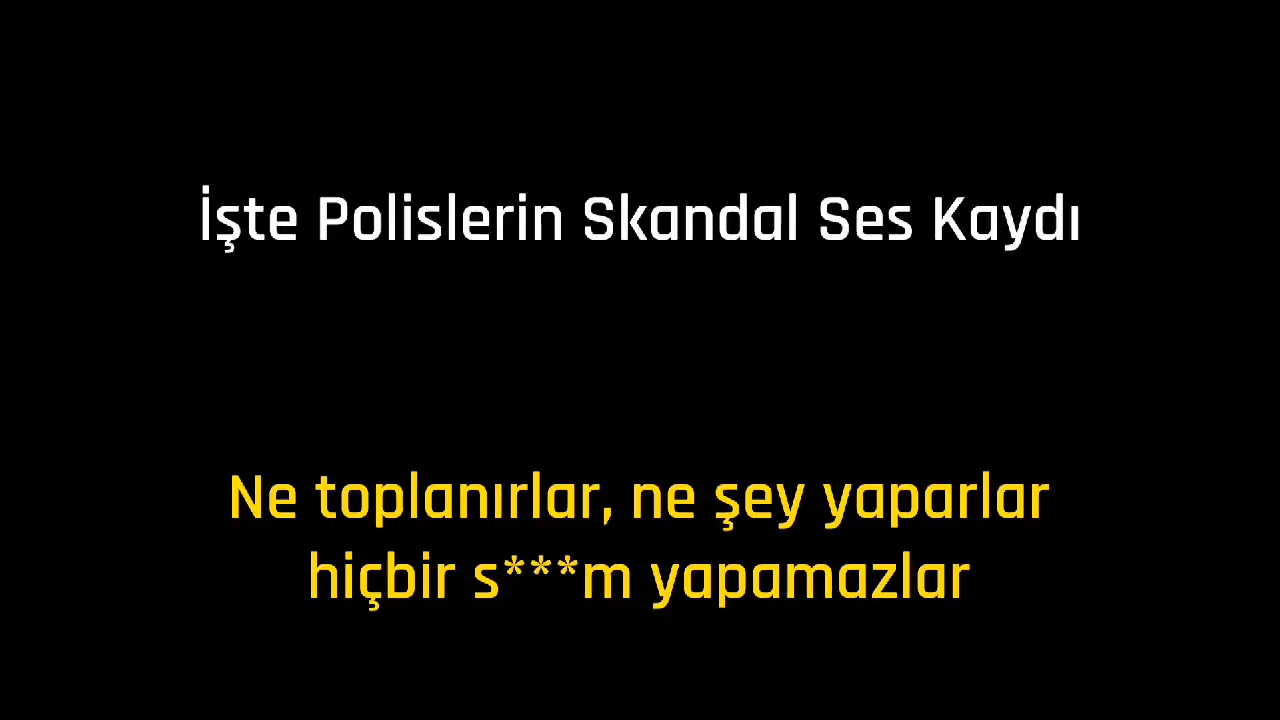 İşte Polislerin Skandal Ses Kaydı
Ne toplanırlar, ne şey yaparlar
hiçbir s***m yapamazlar